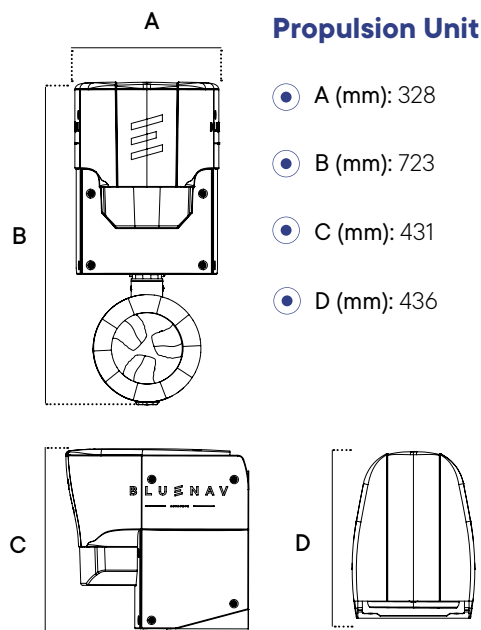 A
Propulsion Unit
A (mm): 328
B (mm): 723
B
C (mm): 431
D (mm): 436
BLUENAV
C
D